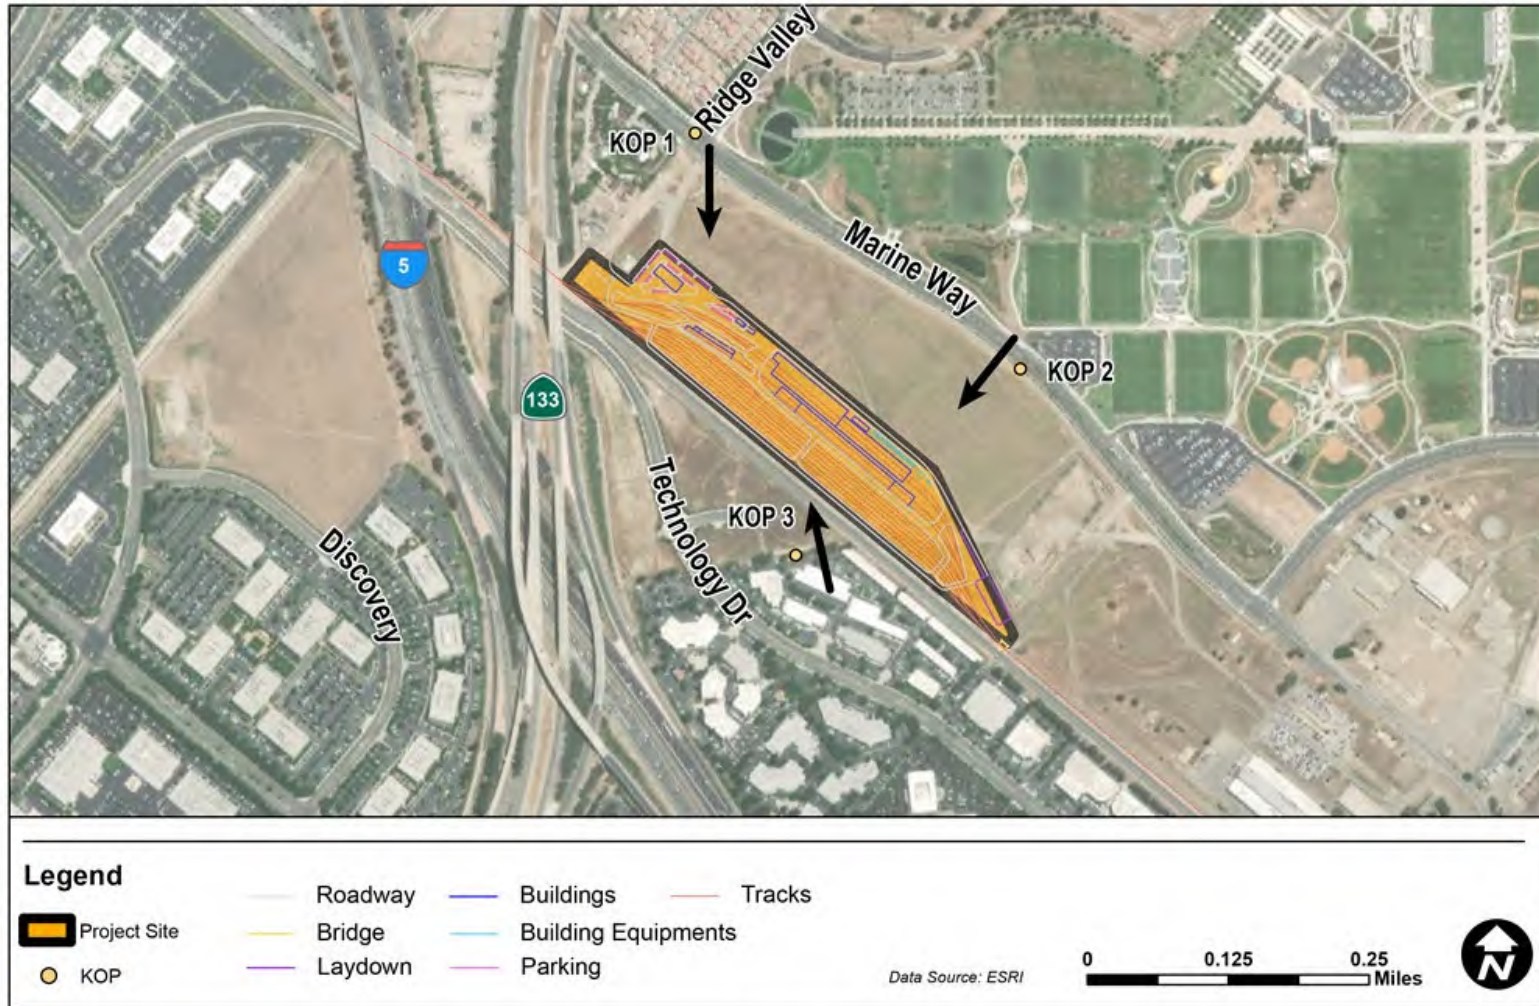 Ridge Valley
KOP 1
Marine Way
5
KOP 2
133
Technology Dr
KOP 3
Discovery
Legend
Project Site
KOP
Roadway
Bridge
Laydown
Buildings
Building Equipments
Parking
Tracks
Data Source: ESRI
0 0.125 0.25
Miles
N